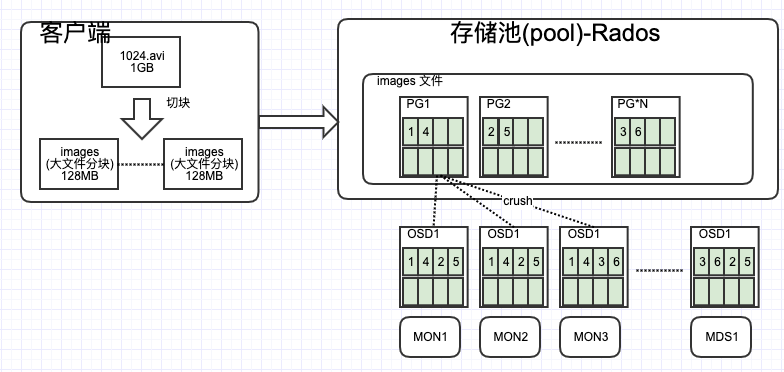 客户端
1024.avi
1GB
切块
images
(大文件分块)
128MB
images
(大文件分块)
128MB
存储池(pool)-Rados
images 文件
PG1
PG2
PG*N
1 4
2 5
3 6
crush
OSD1
OSD1
OSD1
OSD1
1 4 2 5
1 4 2 5
1 4 3 6
3 6 2 5
MON1
MON2
MON3
MDS1